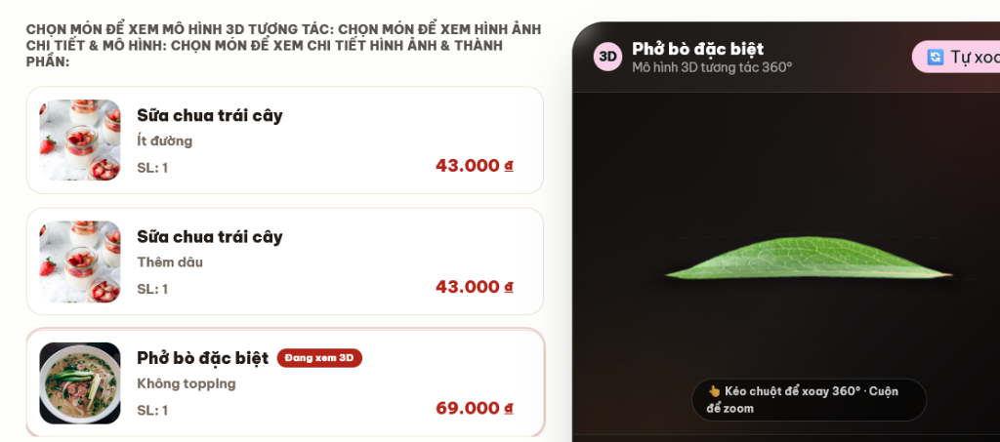 CHỌN MÓN ĐỂ XEM MÔ HÌNH 3D TƯƠNG TÁC: CHỌN MÓN ĐỂ XEM HÌNH ẢNH
CHI TIẾT & MÔ HÌNH: CHỌN MÓN ĐỂ XEM CHI TIẾT HÌNH ẢNH & THÀNH
PHẦN:
Sữa chua trái cây
Ít đường
SL: 1
43.000 ₫
Sữa chua trái cây
Thêm dâu
SL: 1
43.000 ₫
Phở bò đặc biệt
Đang xem 3D
Không topping
SL: 1
69.000 ₫
3D
Phở bò đặc biệt
Mô hình 3D tương tác 360°
Tự xoa
👆 Kéo chuột để xoay 360° · Cuộn
để zoom